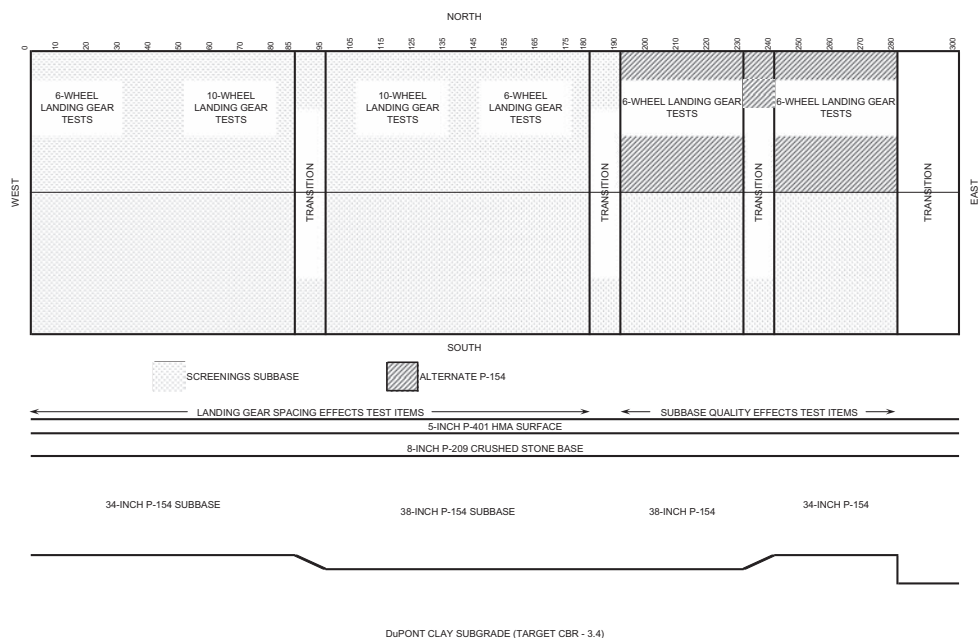 NORTH
0 10 20 30 40 50 60 70 80 85 95 105 115 125 135 145 155 165 175 180 190 200 210 220 230 240 250 260 270 280 300
6-WHEEL
LANDING GEAR
TESTS
10-WHEEL
LANDING GEAR
TESTS
10-WHEEL
LANDING GEAR
TESTS
6-WHEEL
LANDING GEAR
TESTS
6-WHEEL LANDING GEAR
TESTS
6-WHEEL LANDING GEAR
TESTS
WEST
TRANSITION
TRANSITION
TRANSITION
TRANSITION
EAST
SOUTH
SCREENINGS SUBBASE
ALTERNATE P-154
LANDING GEAR SPACING EFFECTS TEST ITEMS
SUBBASE QUALITY EFFECTS TEST ITEMS
5-INCH P-401 HMA SURFACE
8-INCH P-209 CRUSHED STONE BASE
34-INCH P-154 SUBBASE
38-INCH P-154 SUBBASE
38-INCH P-154
34-INCH P-154
DuPONT CLAY SUBGRADE (TARGET CBR - 3.4)